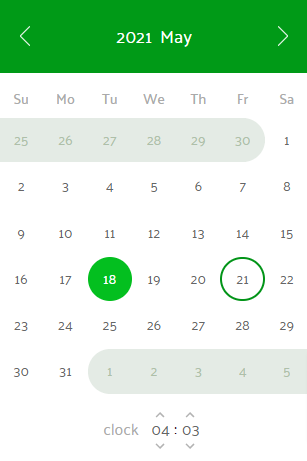 2021 May
Su Mo Tu We Th Fr Sa
25 26 27 28 29 30 1
2 3 4 5 6 7 8
9 10 11 12 13 14 15
16 17 18 19 20 21 22
23 24 25 26 27 28 29
30 31 1 2 3 4 5
clock 04 : 03